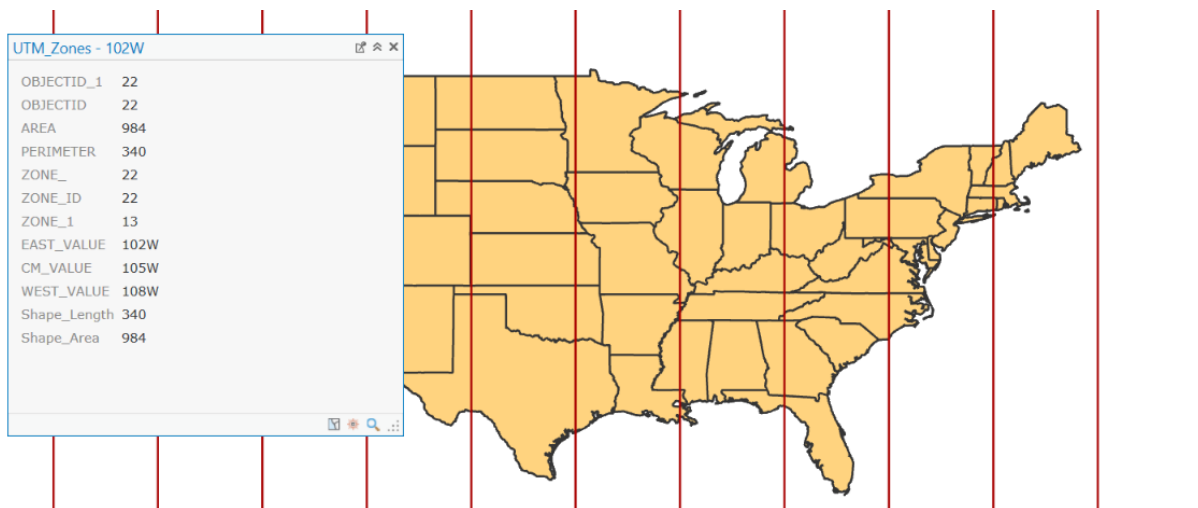 UTM_Zones - 102W
OBJECTID_1 22
OBJECTID 22
AREA 984
PERIMETER 340
ZONE_ 22
ZONE_ID 22
ZONE_1 13
EAST_VALUE 102W
CM_VALUE 105W
WEST_VALUE 108W
Shape_Length 340
Shape_Area 984